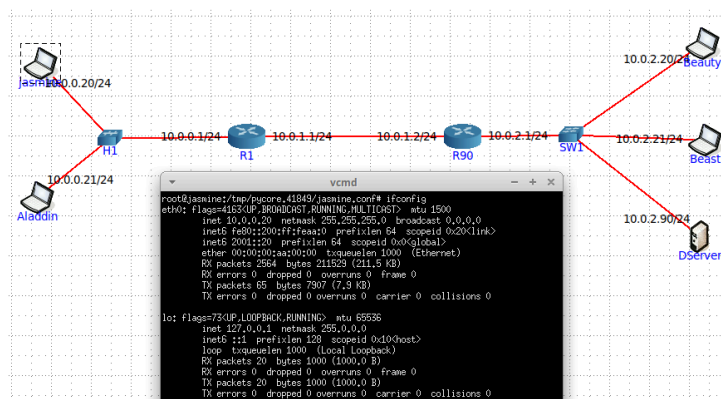 10.0.2.20/24
Beauty
jasmine
10.0.0.20/24
10.0.0.1/24
10.0.1.1/24
10.0.1.2/24
10.0.2.1/24
10.0.2.21/24
H1
R1
R90
SW1
Beast
10.0.0.21/24
Aladdin
10.0.2.90/24
DServer
vcmd
root@jasmine:/tmp/pycore.41849/jasmine.conf# ifconfig
eth0: flags=4163<UP,BROADCAST,RUNNING,MULTICAST>  mtu 1500
inet 10.0.0.20  netmask 255.255.255.0  broadcast 0.0.0.0
inet6 fe80::200:ff:feaa:0  prefixlen 64  scopeid 0x20<link>
inet6 2001::20  prefixlen 64  scopeid 0x0<global>
ether 00:00:00:aa:00:00  txqueuelen 1000  (Ethernet)
RX packets 2564  bytes 211529 (211.5 KB)
RX errors 0  dropped 0  overruns 0  frame 0
TX packets 65  bytes 7907 (7.9 KB)
TX errors 0  dropped 0 overruns 0  carrier 0  collisions 0
lo: flags=73<UP,LOOPBACK,RUNNING>  mtu 65536
inet 127.0.0.1  netmask 255.0.0.0
inet6 ::1  prefixlen 128  scopeid 0x10<host>
loop  txqueuelen 1000  (Local Loopback)
RX packets 20  bytes 1000 (1000.0 B)
RX errors 0  dropped 0  overruns 0  frame 0
TX packets 20  bytes 1000 (1000.0 B)
TX errors 0  dropped 0 overruns 0  carrier 0  collisions 0